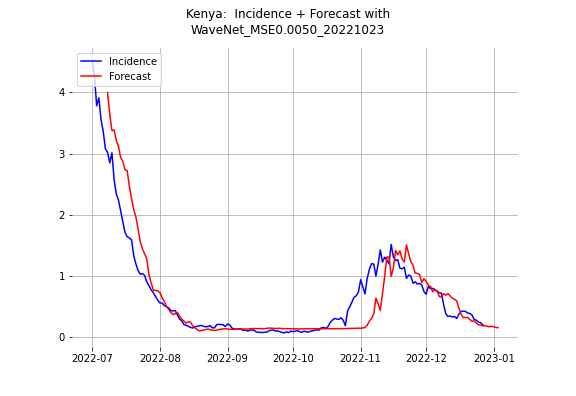 Kenya:  Incidence + Forecast with
WaveNet_MSE0.0050_20221023
Incidence
Forecast
4
3
2
1
0
2022-07 2022-08 2022-09 2022-10 2022-11 2022-12 2023-01